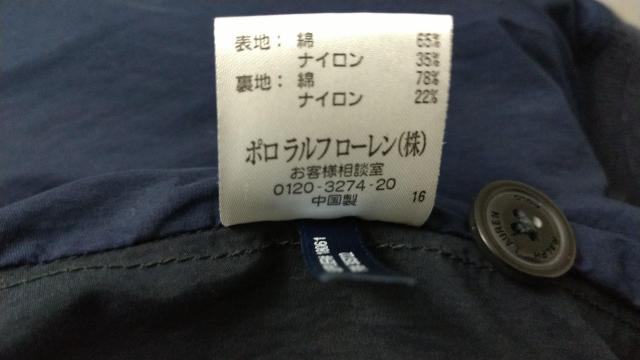 表地： 綿 65%
ナイロン 35%
裏地： 綿 78%
ナイロン 22%
ポロ ラルフ ローレン(株)
お客様相談室
0120-3274-20
中国製 16
RALPH LAUREN